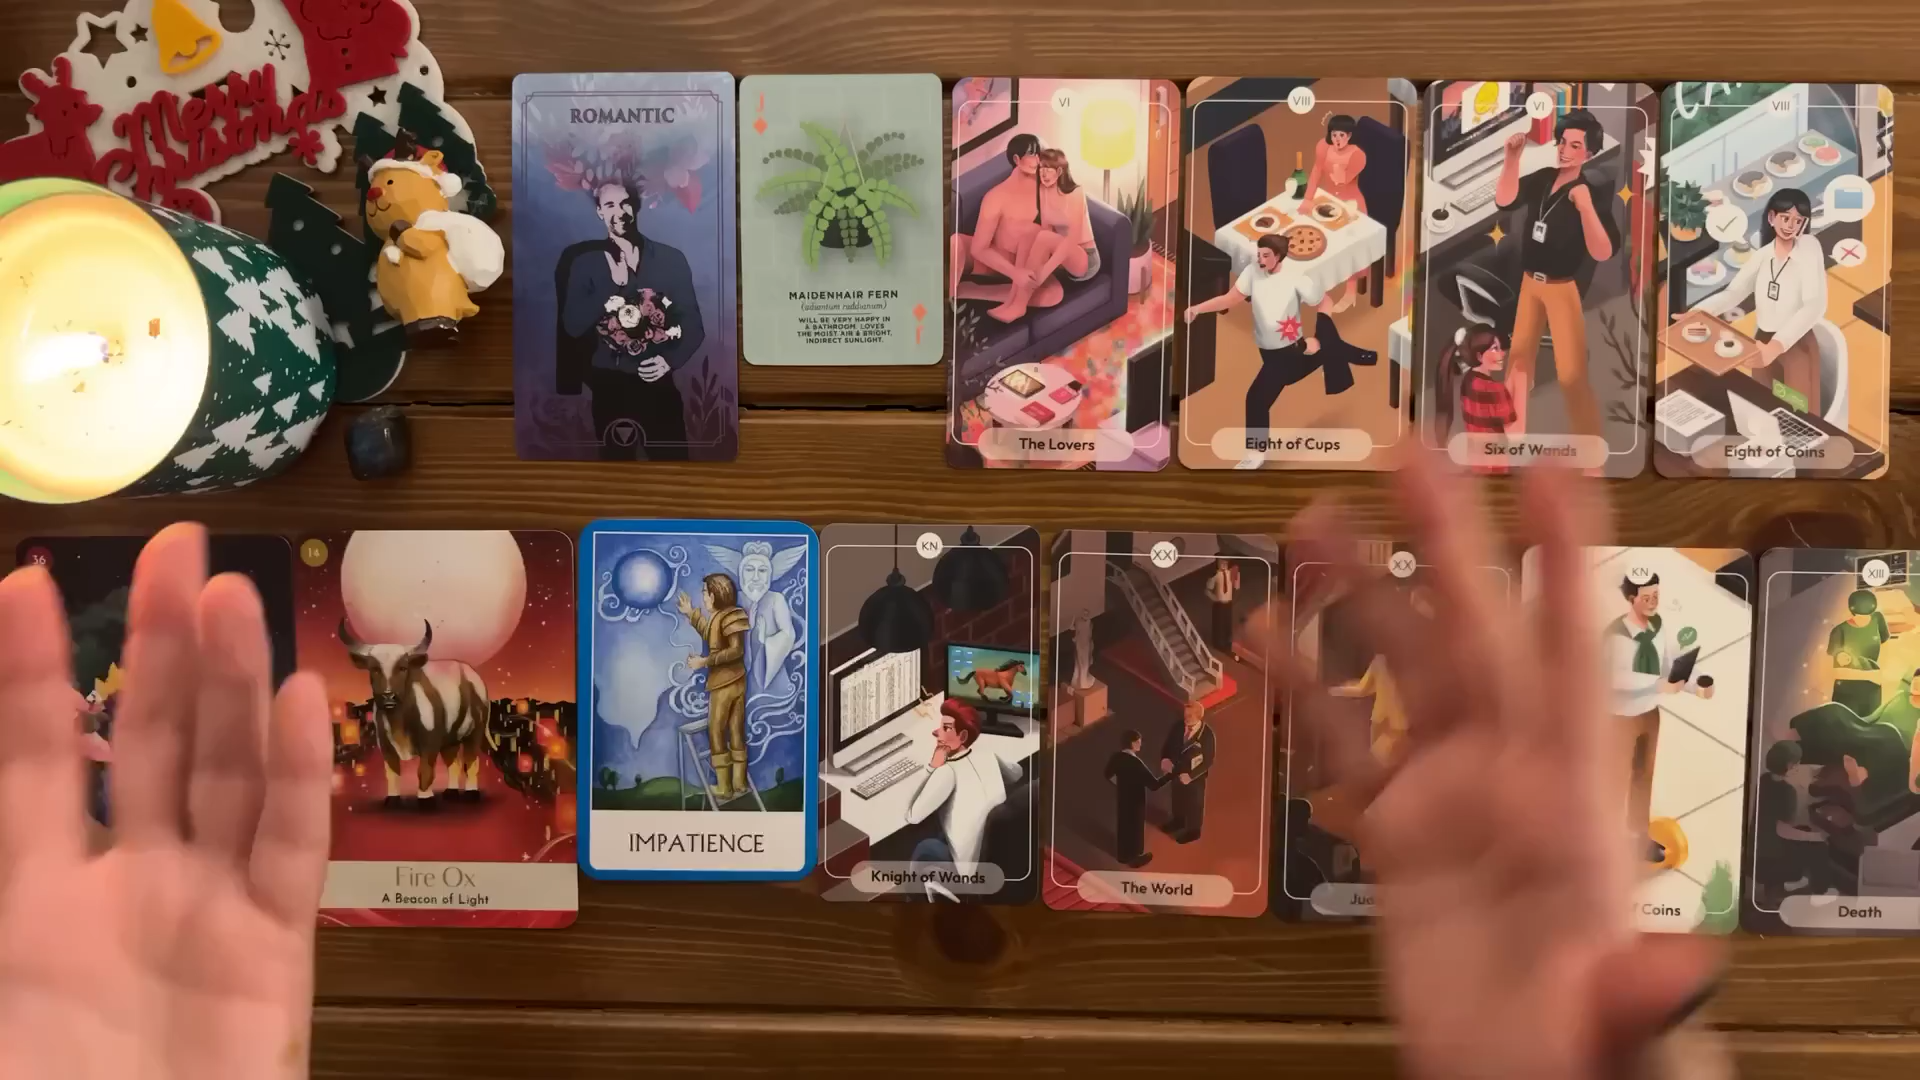 Merry
Christmas
ROMANTIC
J
MAIDENHAIR FERN
(adiantum raddianum)
WILL BE VERY HAPPY IN
A BATHROOM. LOVES
THE MOIST AIR & BRIGHT,
INDIRECT SUNLIGHT.
VI
The Lovers
VIII
Eight of Cups
VI
Six of Wands
VIII
Eight of Coins
36
14
Fire Ox
A Beacon of Light
IMPATIENCE
KN
Knight of Wands
XXI
The World
XX
KN
Coins
XIII
Death